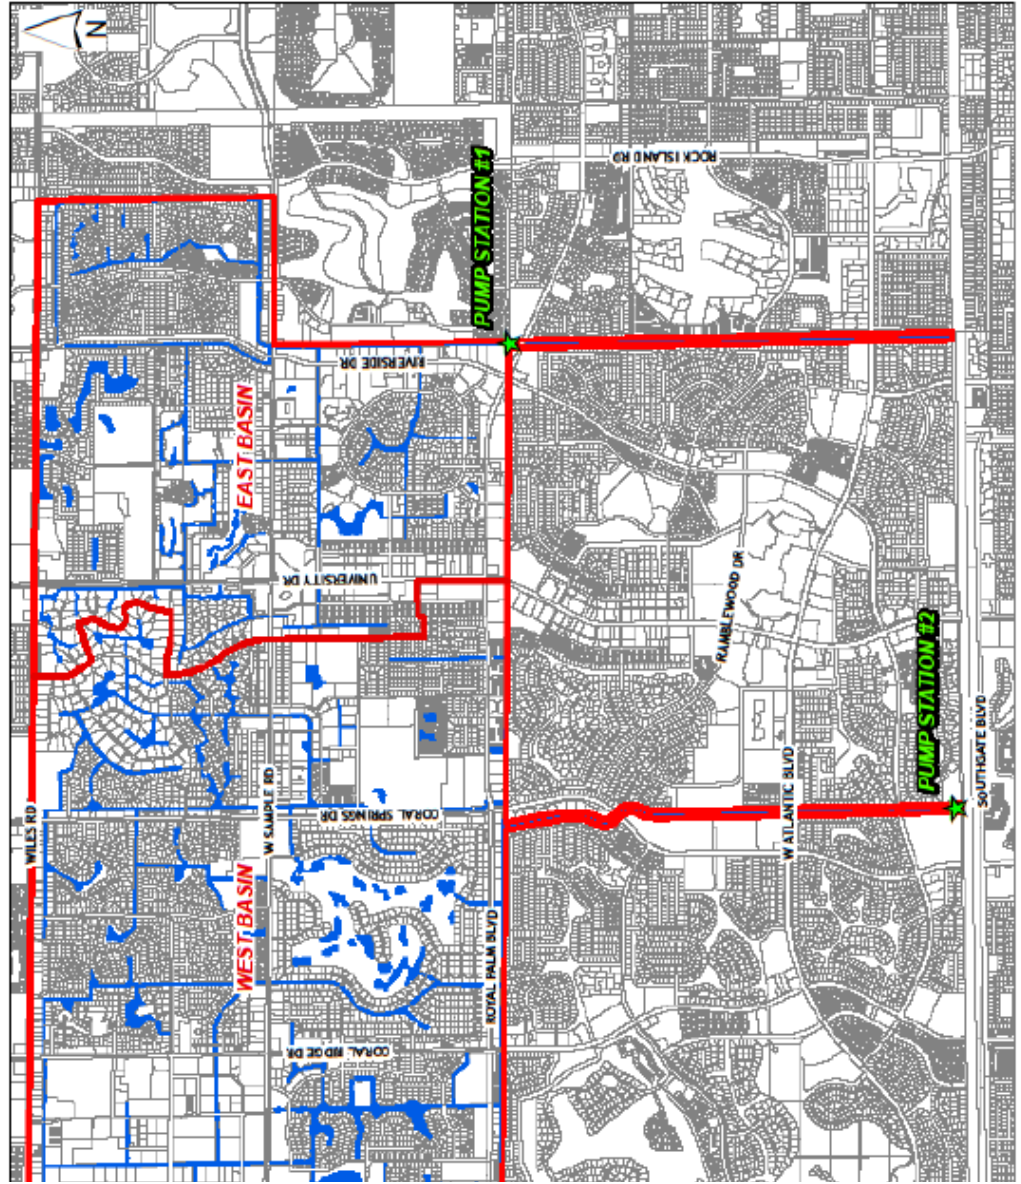 N
PUMP STATION #1
ROCK ISLAND RD
RIVERSIDE DR
EAST BASIN
UNIVERSITY DR
RAMBLEWOOD DR
PUMP STATION #2
SOUTHGATE BLVD
W ATLANTIC BLVD
W SAMPLE RD
WILES RD
CORAL SPRINGS DR
WEST BASIN
ROYAL PALM BLVD
CORAL RIDGE DR